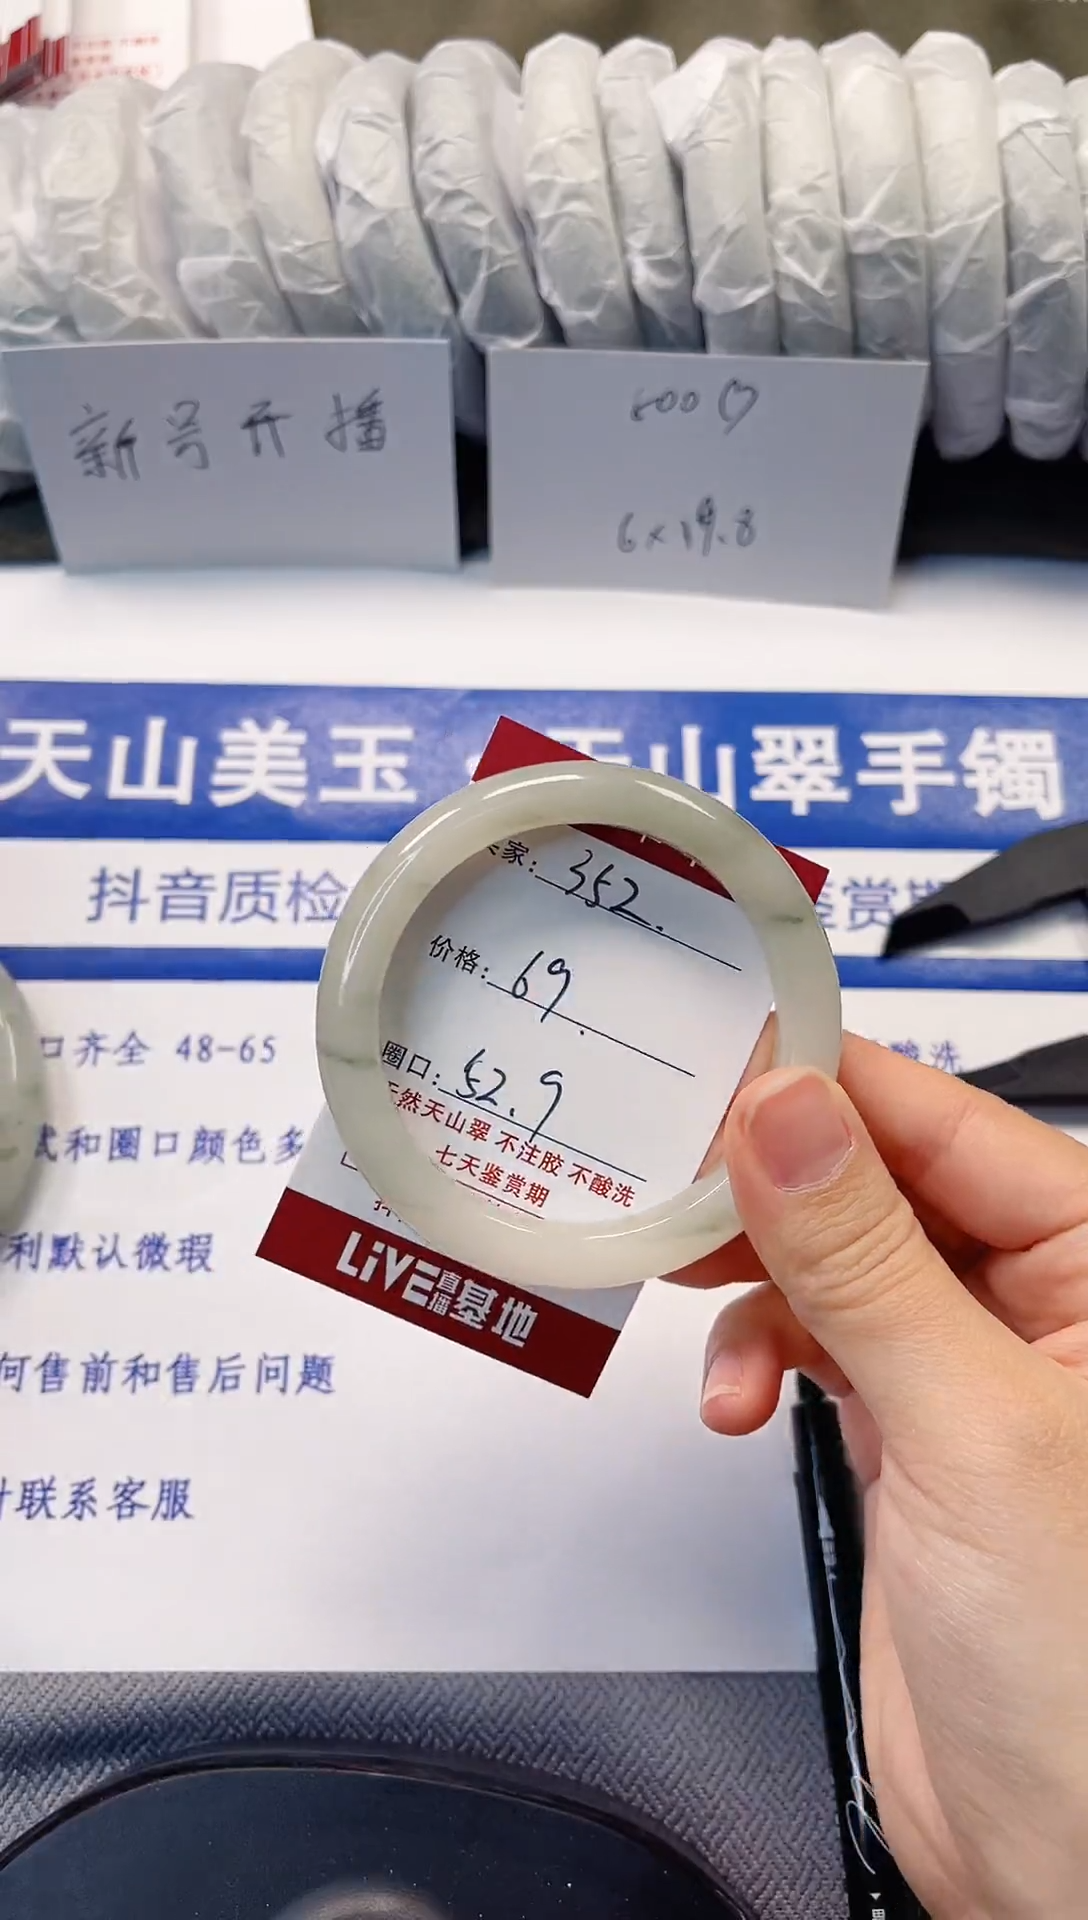 新号开播
800♡
6×19.8
天山美玉
山翠手镯
抖音质检
鉴赏期
家: 352.
价格: 69.
圈口: 52.9
然天山翠 不注胶 不酸洗
七天鉴赏期
LIVE直播基地
口齐全 48-65
酸洗
式和圈口颜色多
利默认微瑕
何售前和售后问题
联系客服